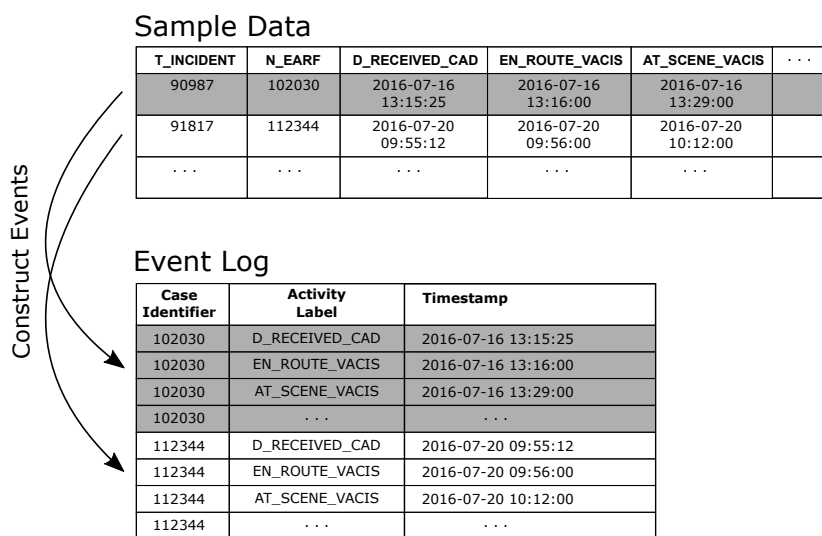 Sample Data
T_INCIDENT N_EARF D_RECEIVED_CAD EN_ROUTE_VACIS AT_SCENE_VACIS . . .
90987 102030 2016-07-16 2016-07-16 2016-07-16
13:15:25 13:16:00 13:29:00
91817 112344 2016-07-20 2016-07-20 2016-07-20
09:55:12 09:56:00 10:12:00
. . . . . . . . . . . . . . .
Construct Events
Event Log
Case Activity Timestamp
Identifier Label
102030 D_RECEIVED_CAD 2016-07-16 13:15:25
102030 EN_ROUTE_VACIS 2016-07-16 13:16:00
102030 AT_SCENE_VACIS 2016-07-16 13:29:00
102030 . . . . . .
112344 D_RECEIVED_CAD 2016-07-20 09:55:12
112344 EN_ROUTE_VACIS 2016-07-20 09:56:00
112344 AT_SCENE_VACIS 2016-07-20 10:12:00
112344 . . . . . .